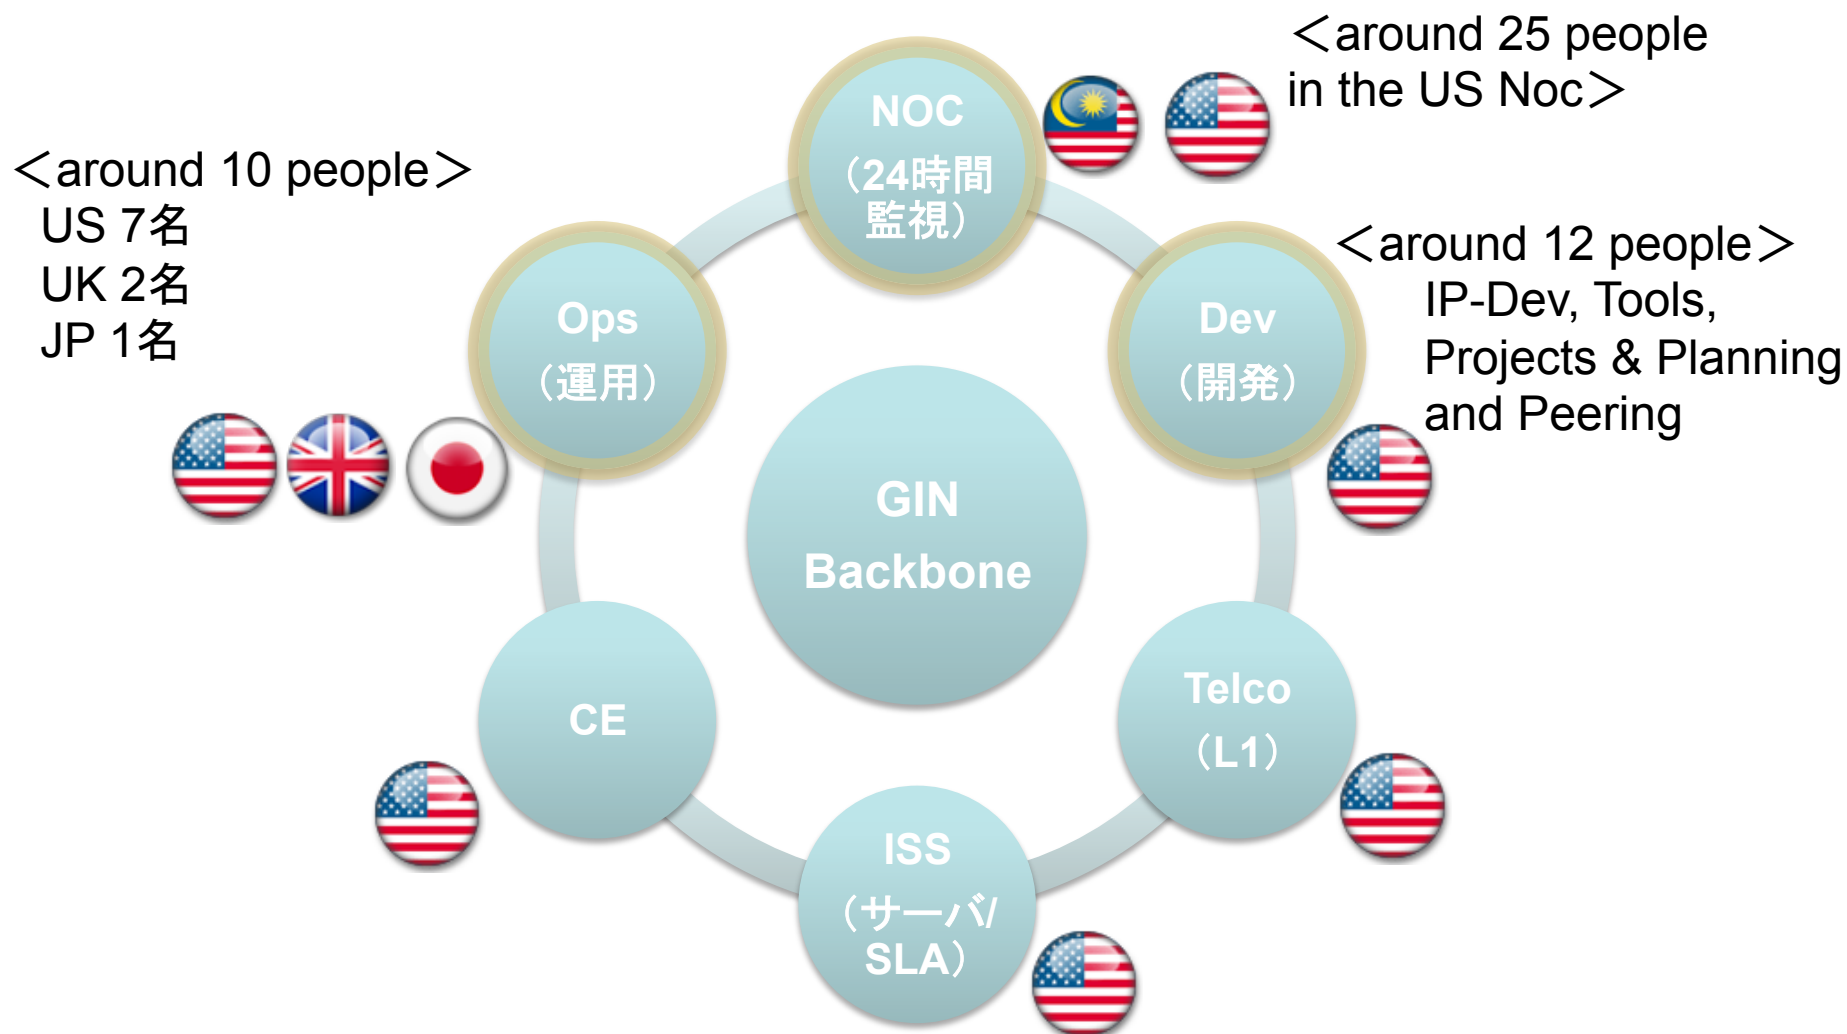 ＜around 25 people
in the US Noc＞
NOC
（24時間
監視）
＜around 10 people＞
US 7名
UK 2名
JP 1名
Ops
（運用）
＜around 12 people＞
IP-Dev, Tools,
Projects & Planning
and Peering
Dev
（開発）
GIN
Backbone
CE
Telco
（L1）
ISS
（サーバ/
SLA）